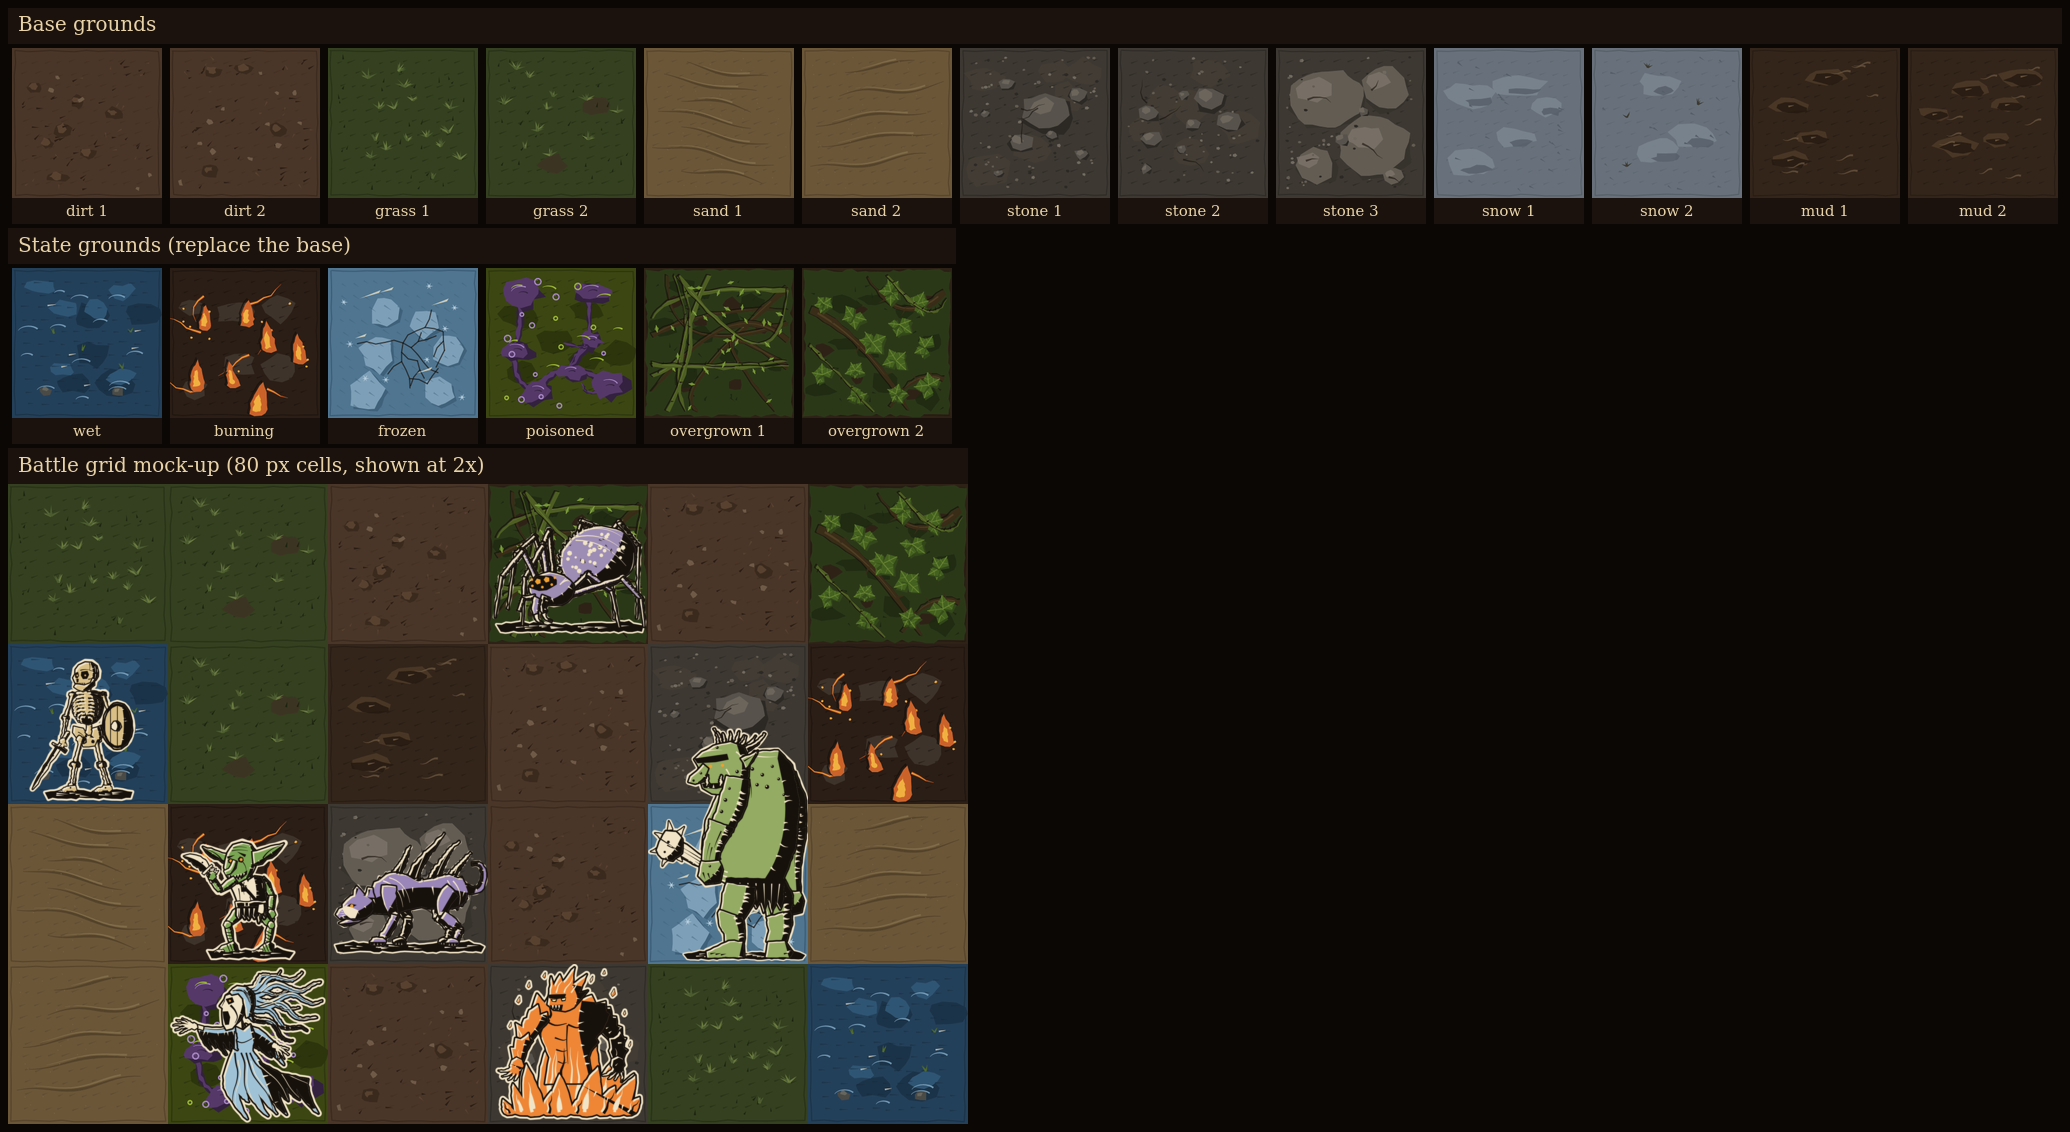 Base grounds
dirt 1 dirt 2 grass 1 grass 2 sand 1 sand 2 stone 1 stone 2 stone 3 snow 1 snow 2 mud 1 mud 2
State grounds (replace the base)
wet burning frozen poisoned overgrown 1 overgrown 2
Battle grid mock-up (80 px cells, shown at 2x)